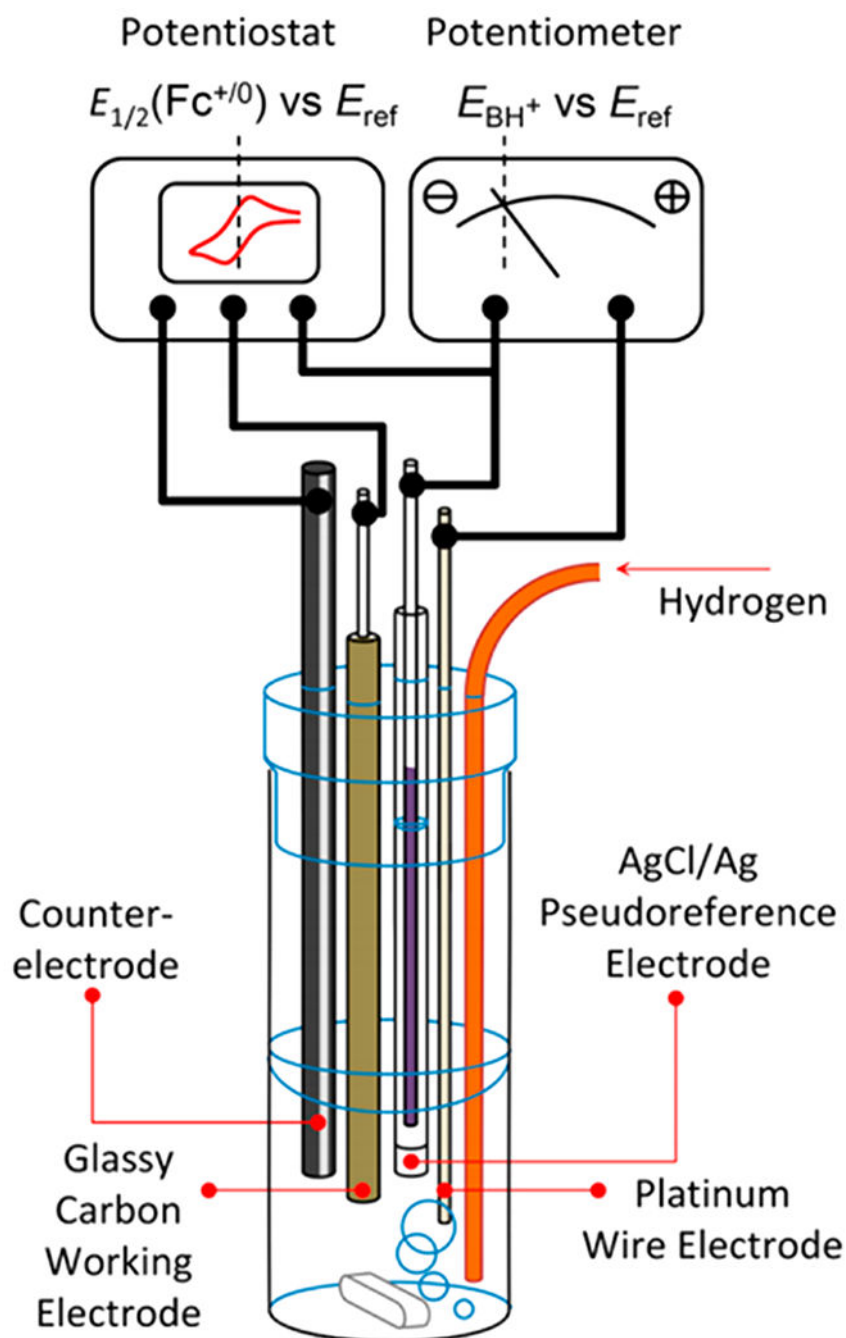 Potentiostat
Potentiometer
E1/2(Fc+/0) vs Eref
EBH+ vs Eref
⊖
⊕
Hydrogen
AgCl/Ag
Pseudoreference
Electrode
Counter-
electrode
Glassy
Carbon
Working
Electrode
Platinum
Wire Electrode